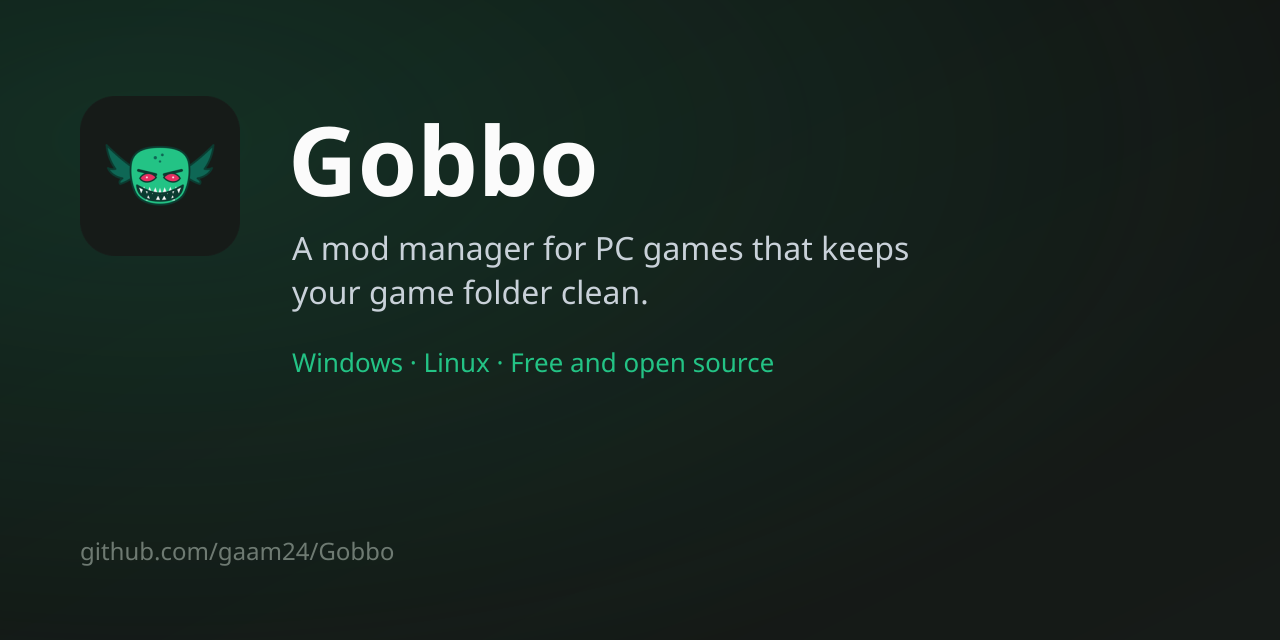 Gobbo
A mod manager for PC games that keeps
your game folder clean.
Windows · Linux · Free and open source
github.com/gaam24/Gobbo